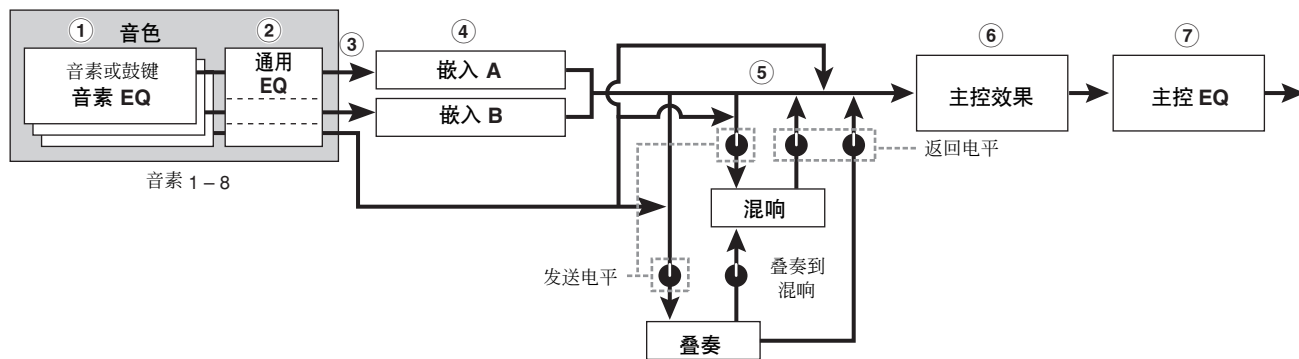 ① 音色 ② ③ ④ ⑥ ⑦
音素或鼓键
音素 EQ
通用
EQ
嵌入 A
嵌入 B
⑤
主控效果
主控 EQ
返回电平
音素 1 – 8
混响
发送电平
叠奏到
混响
叠奏